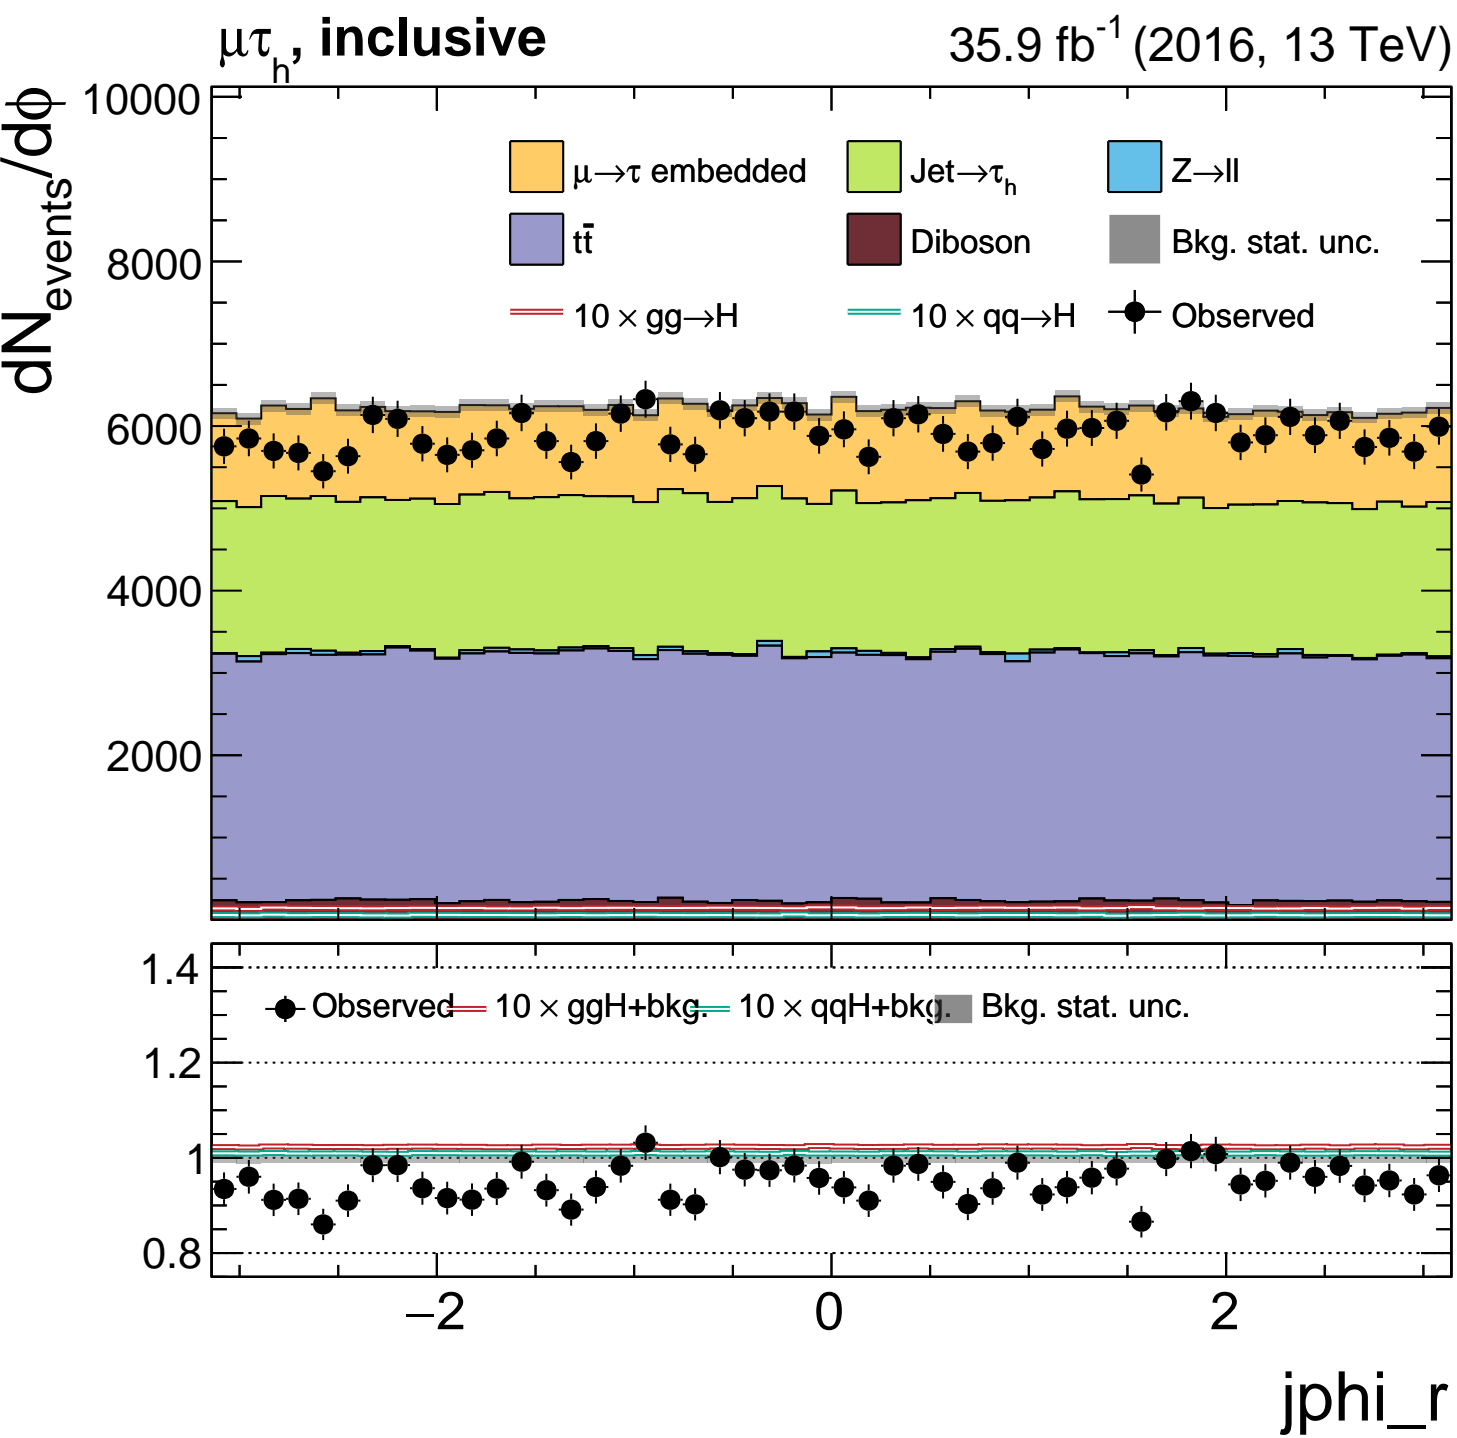 μτh, inclusive
35.9 fb-1 (2016, 13 TeV)
dNevents/dϕ
10000
8000
6000
4000
2000
μ→τ embedded
Jet→τh
Z→ll
tt̄
Diboson
Bkg. stat. unc.
10 × gg→H
10 × qq→H
Observed
1.4
1.2
1
0.8
Observed
10 × ggH+bkg.
10 × qqH+bkg.
Bkg. stat. unc.
−2
0
2
jphi_r